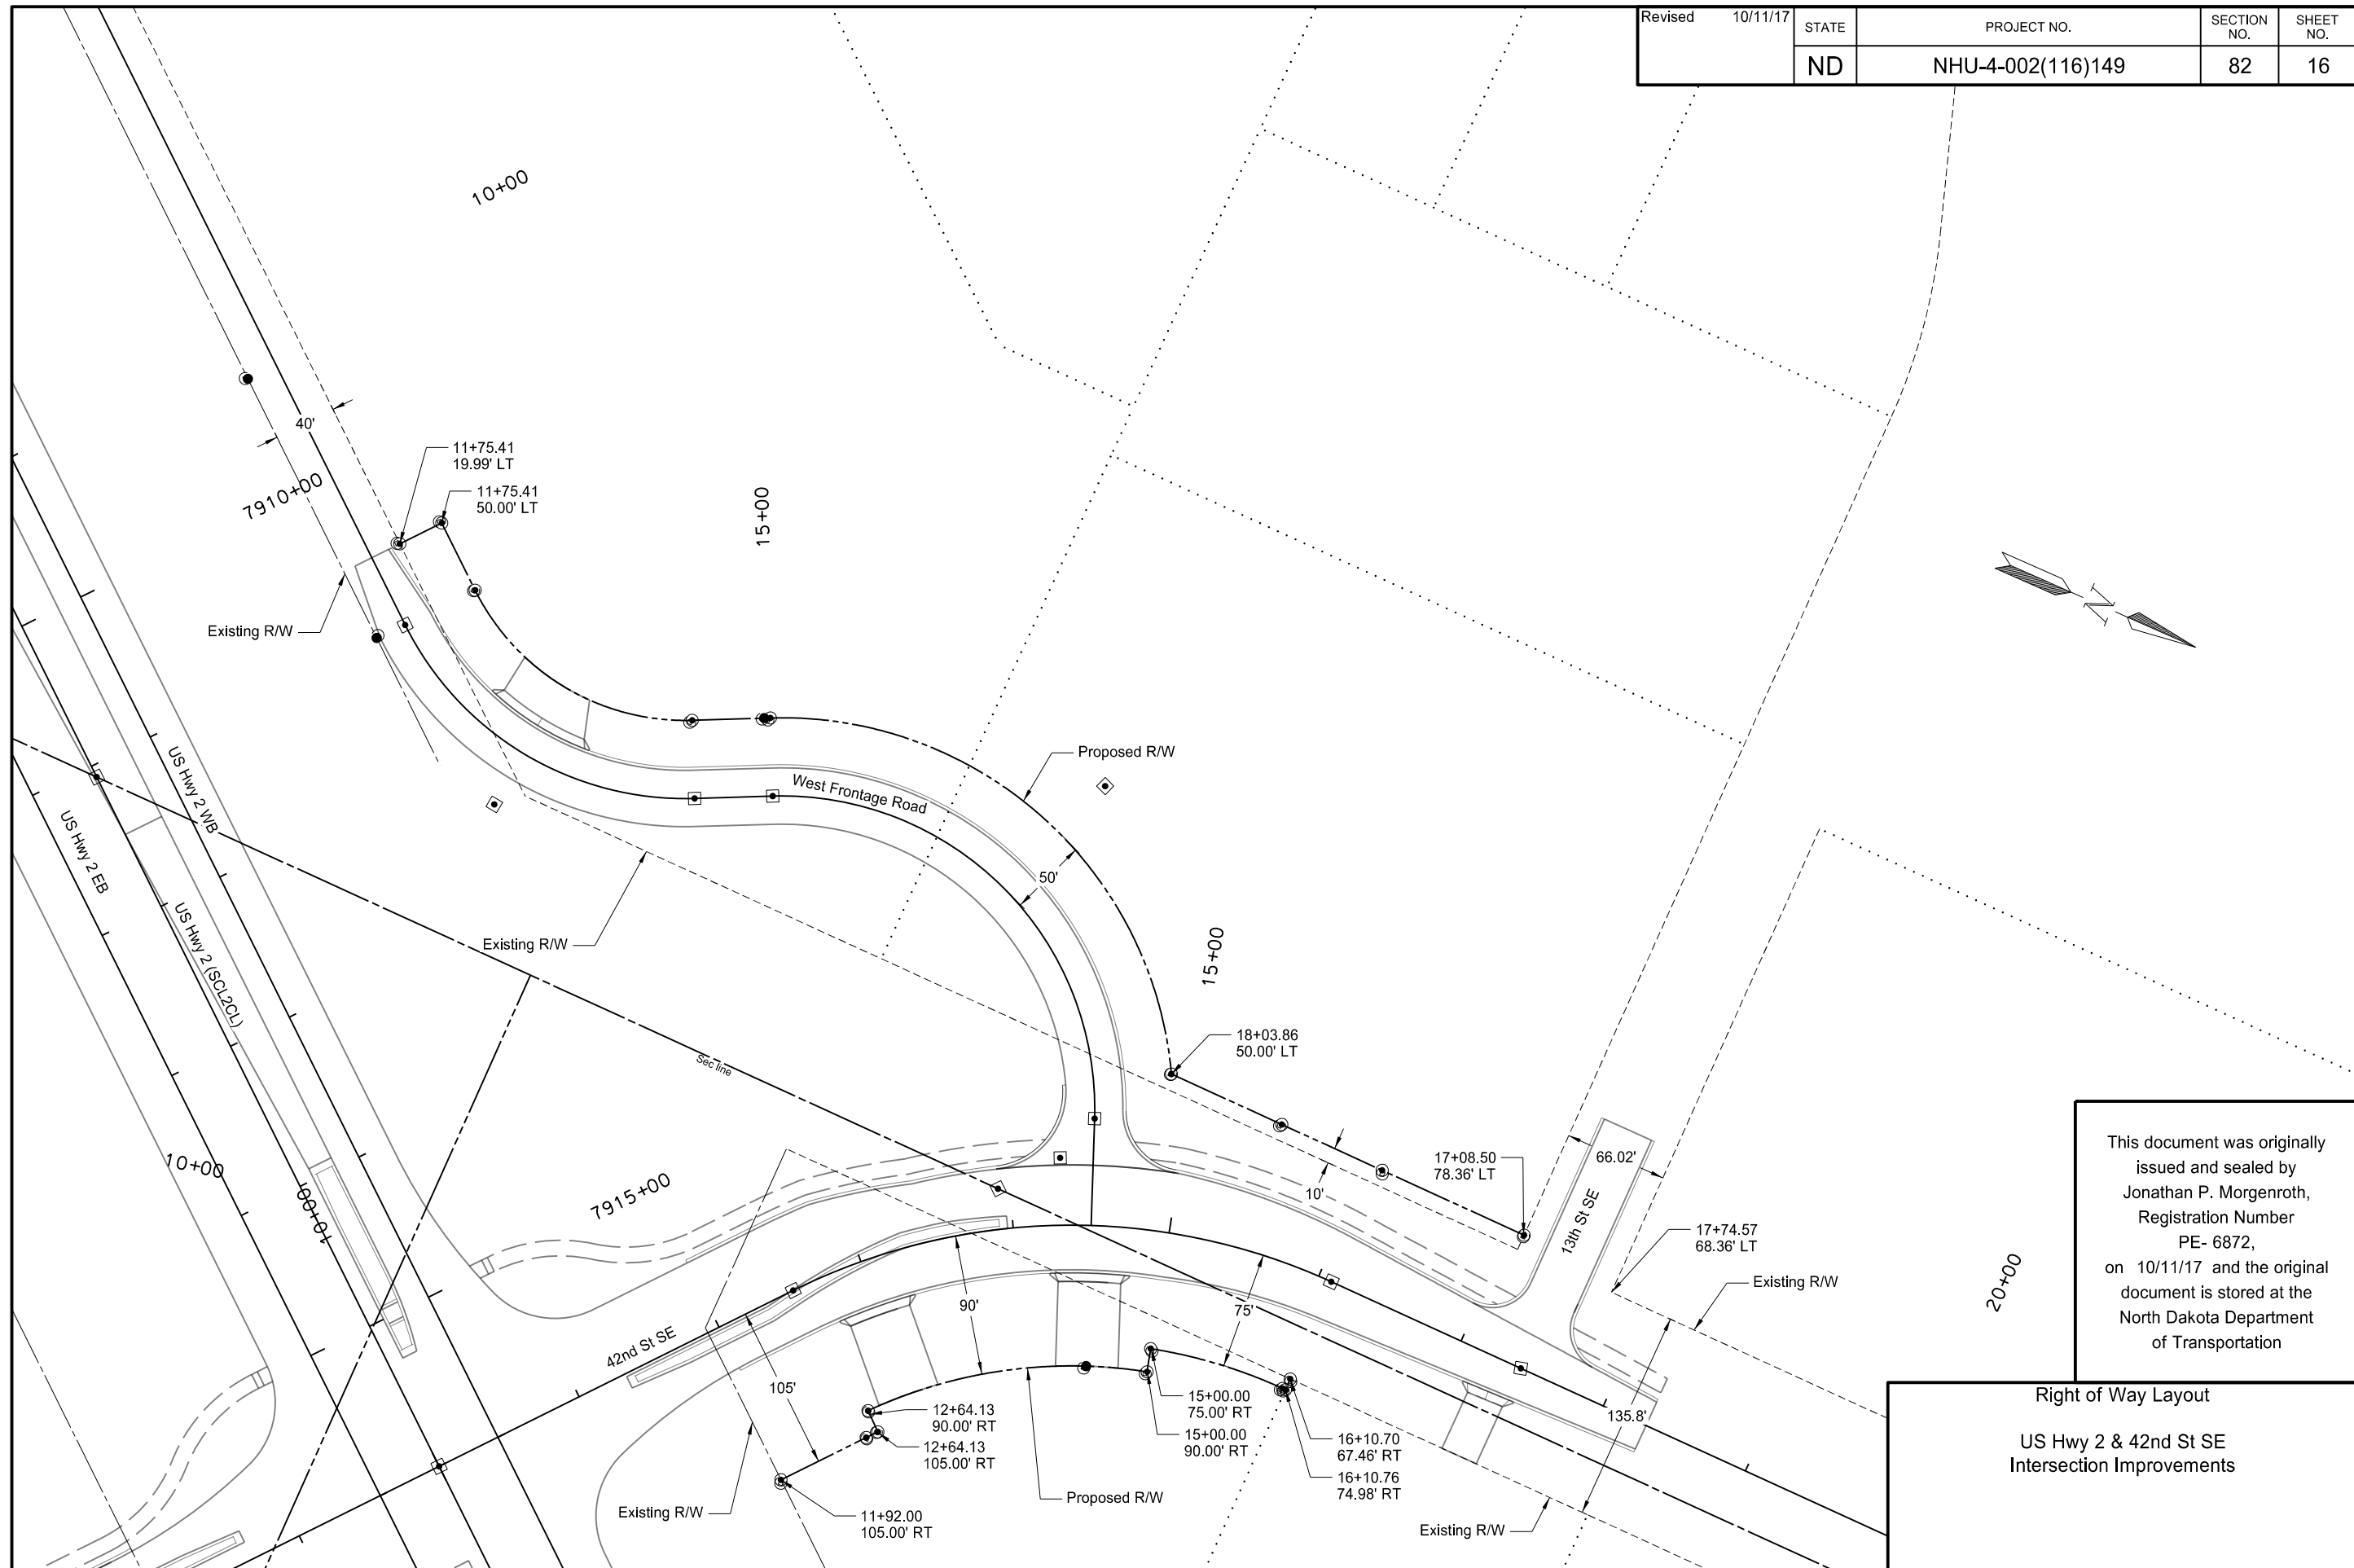 Revised 10/11/17
STATE
PROJECT NO.
SECTION NO.
SHEET NO.
ND
NHU-4-002(116)149
82
16
10+00
40'
11+75.41
19.99' LT
11+75.41
50.00' LT
7910+00
15+00
Existing R/W
N
Proposed R/W
West Frontage Road
US Hwy 2 WB
US Hwy 2 EB
50'
US Hwy 2 (SCL2CL)
Existing R/W
15+00
18+03.86
50.00' LT
Sec line
17+08.50
78.36' LT
66.02'
10'
13th St SE
10+00
10+00
7915+00
17+74.57
68.36' LT
Existing R/W
20+00
90'
75'
42nd St SE
105'
15+00.00
75.00' RT
12+64.13
90.00' RT
15+00.00
90.00' RT
12+64.13
105.00' RT
16+10.70
67.46' RT
16+10.76
74.98' RT
135.8'
Existing R/W
11+92.00
105.00' RT
Proposed R/W
Existing R/W
This document was originally
issued and sealed by
Jonathan P. Morgenroth,
Registration Number
PE- 6872,
on 10/11/17 and the original
document is stored at the
North Dakota Department
of Transportation
Right of Way Layout
US Hwy 2 & 42nd St SE
Intersection Improvements